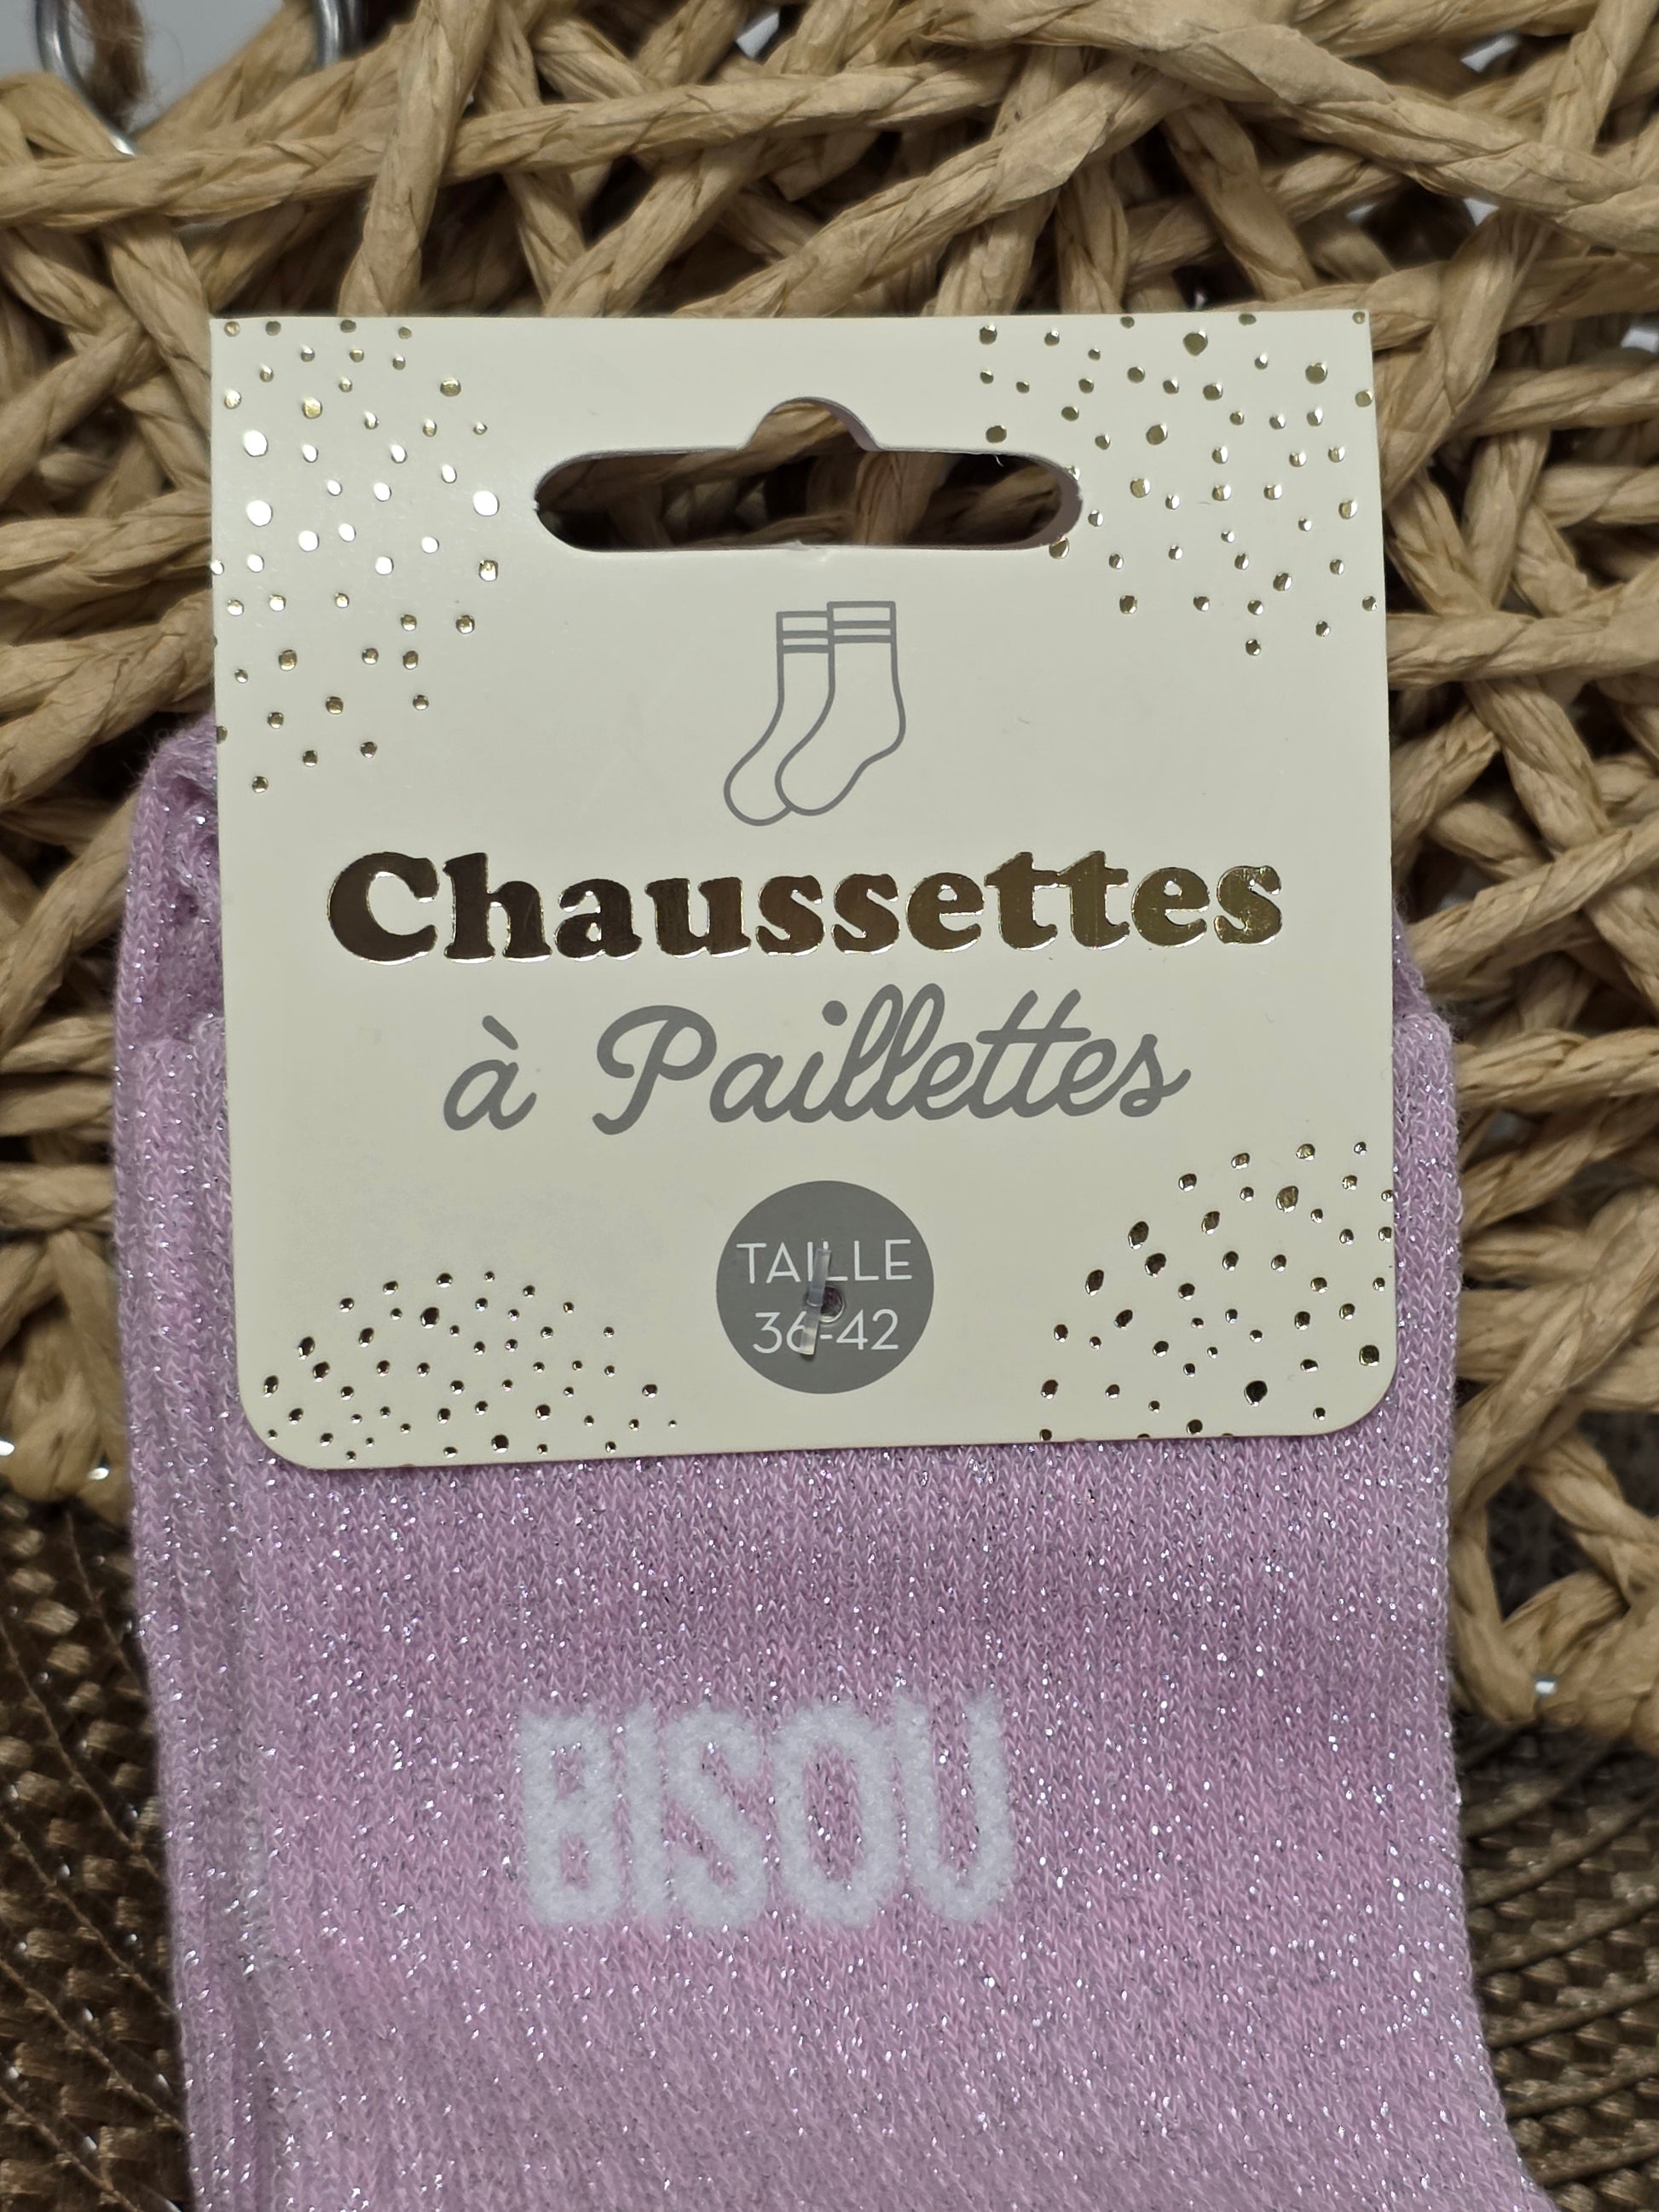 Chaussettes
à Paillettes
TAILLE
36-42
BISOU